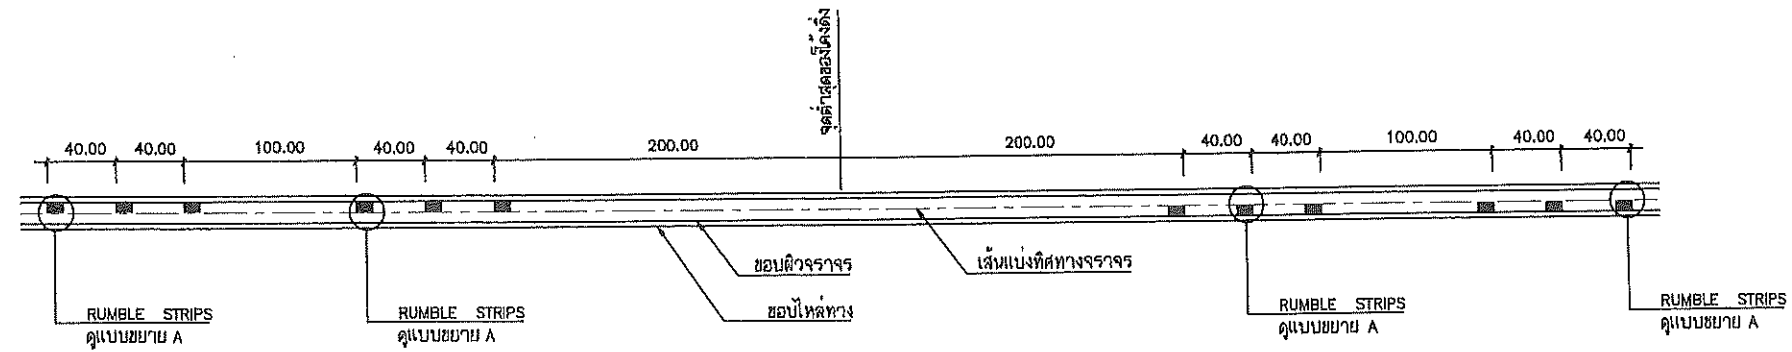 จุดต่ำสุดของโค้งดิ่ง
40.00 40.00 100.00 40.00 40.00 200.00 200.00 40.00 40.00 100.00 40.00 40.00
ขอบผิวจราจร
เส้นแบ่งทิศทางจราจร
ขอบไหล่ทาง
RUMBLE STRIPS
ดูแบบขยาย A
RUMBLE STRIPS
ดูแบบขยาย A
RUMBLE STRIPS
ดูแบบขยาย A
RUMBLE STRIPS
ดูแบบขยาย A